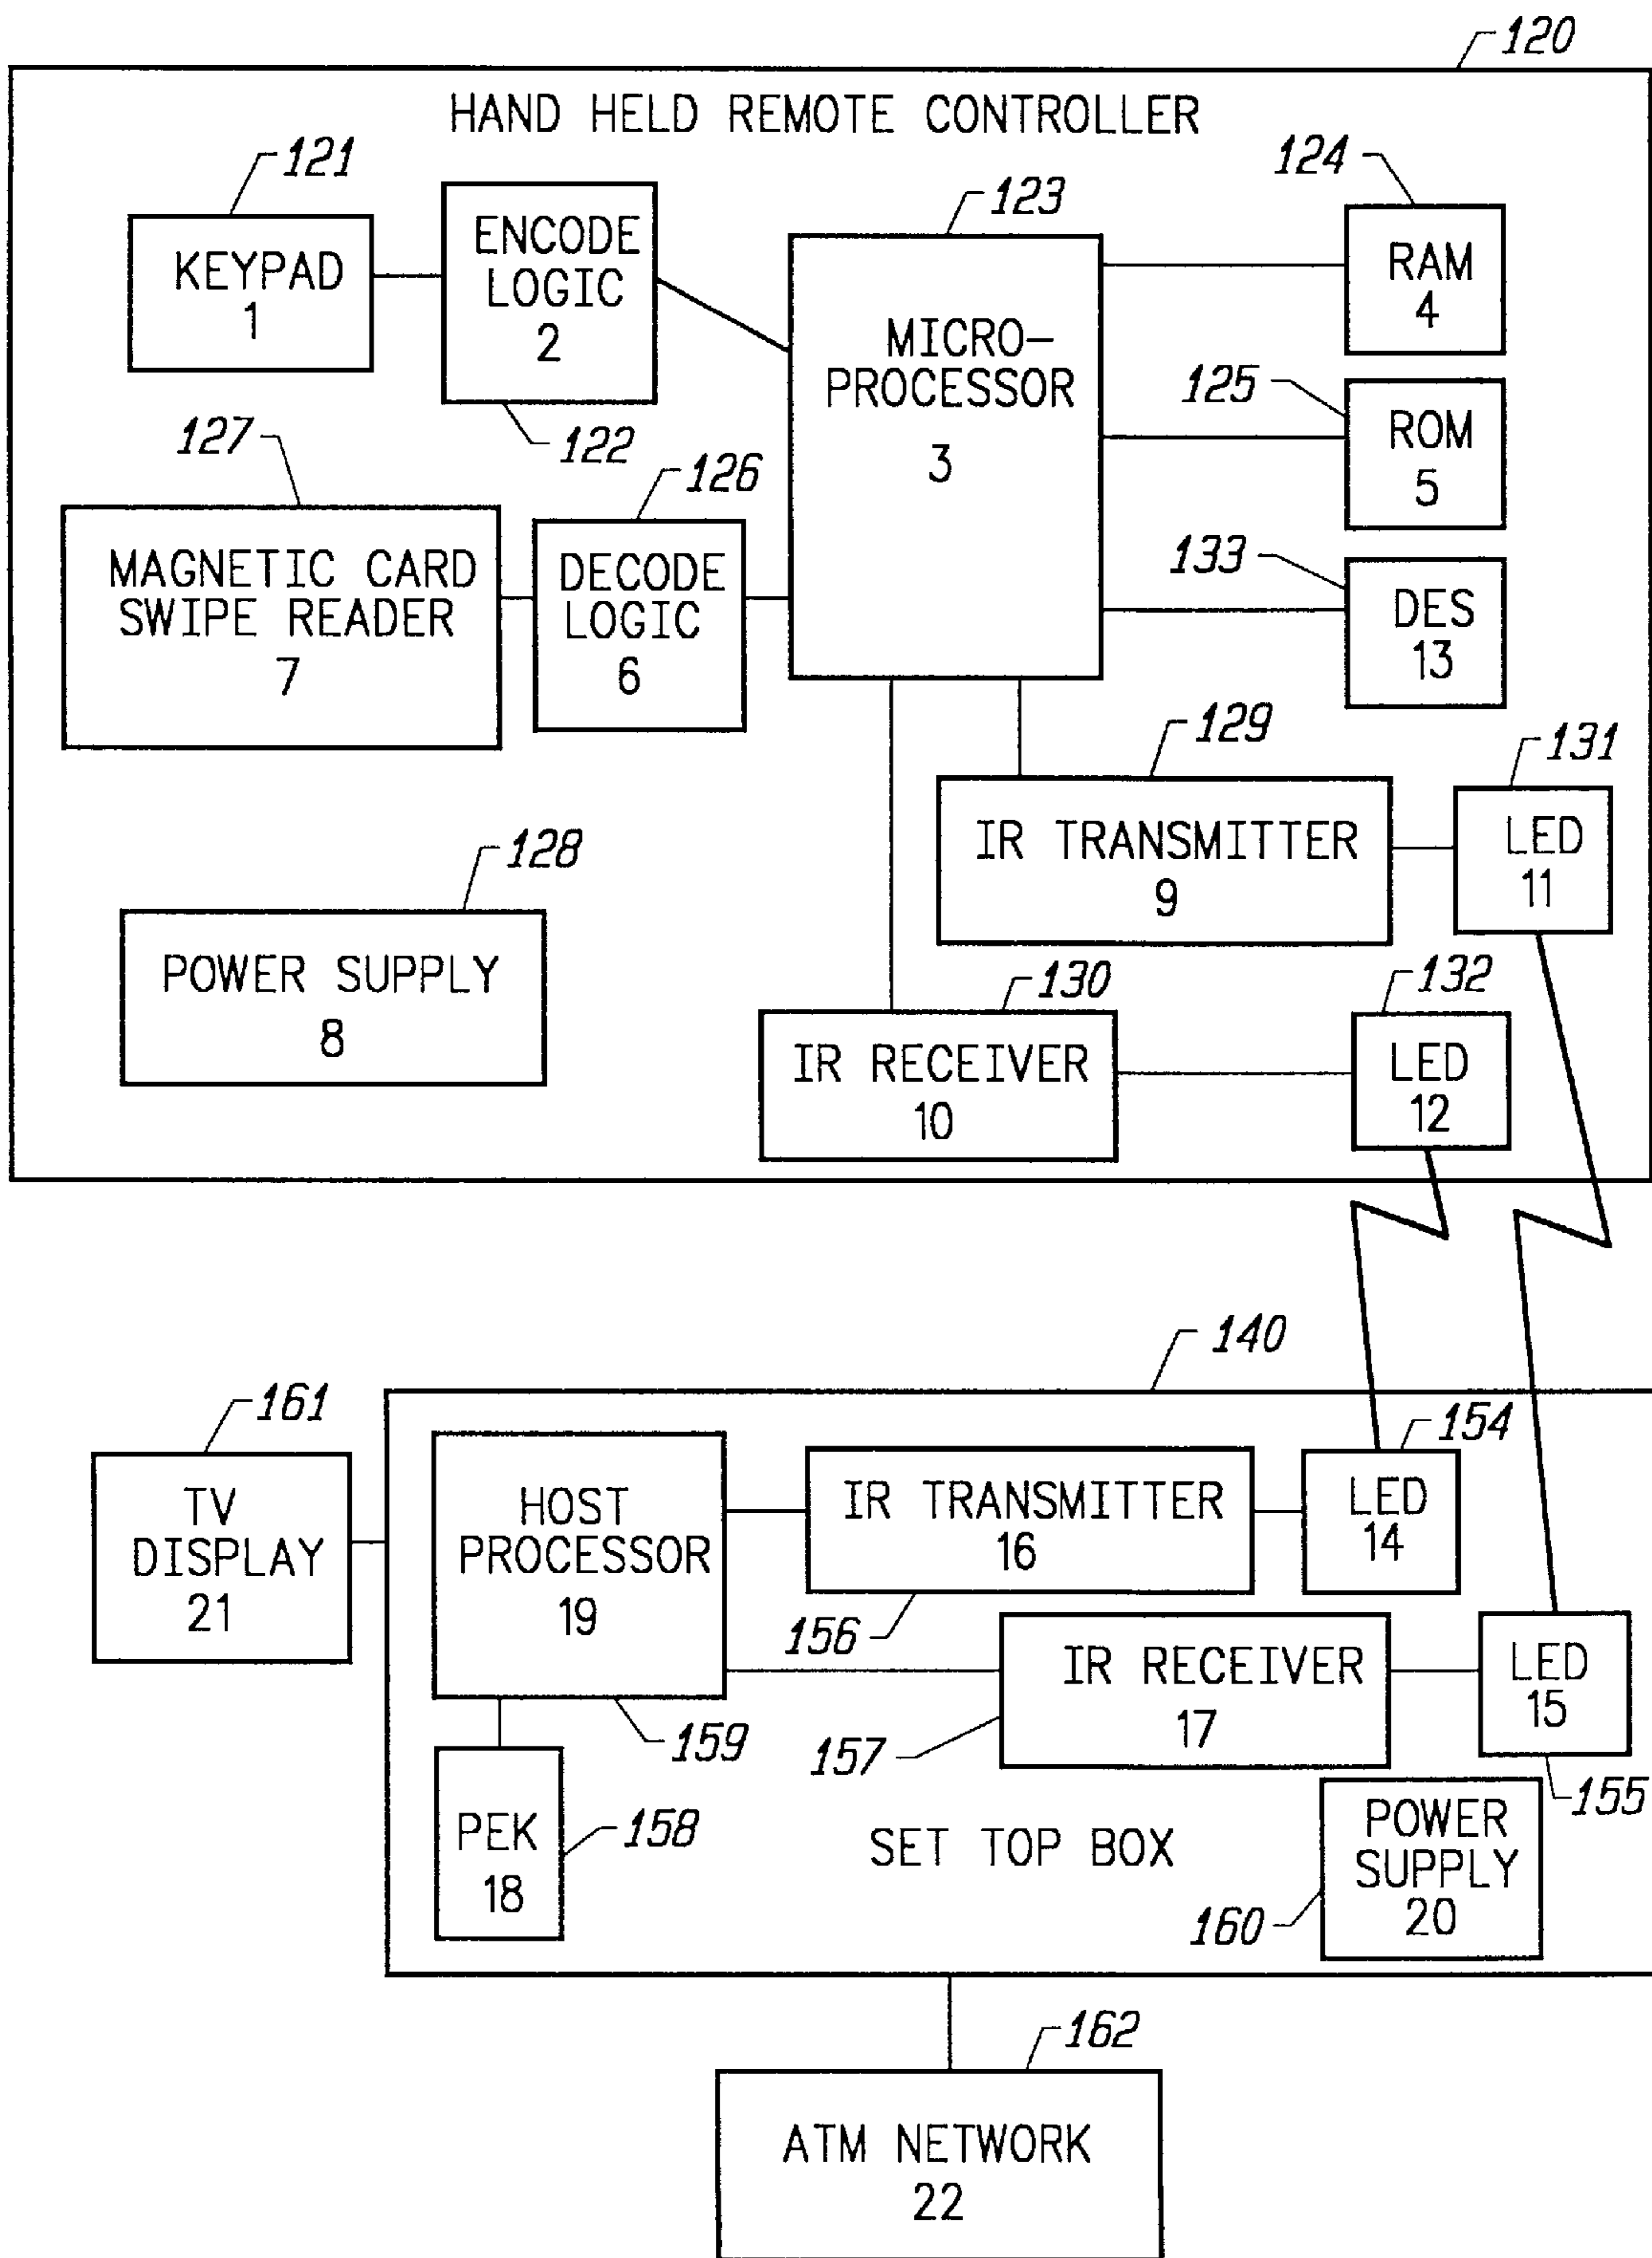 120
HAND HELD REMOTE CONTROLLER
121
KEYPAD
1
ENCODE
LOGIC
2
122
123
MICRO-
PROCESSOR
3
124
RAM
4
125
ROM
5
127
MAGNETIC CARD
SWIPE READER
7
126
DECODE
LOGIC
6
133
DES
13
129
IR TRANSMITTER
9
131
LED
11
128
POWER SUPPLY
8
130
IR RECEIVER
10
132
LED
12
140
161
TV
DISPLAY
21
HOST
PROCESSOR
19
159
IR TRANSMITTER
16
156
154
LED
14
IR RECEIVER
17
157
LED
15
155
PEK
18
158
SET TOP BOX
POWER
SUPPLY
20
160
162
ATM NETWORK
22